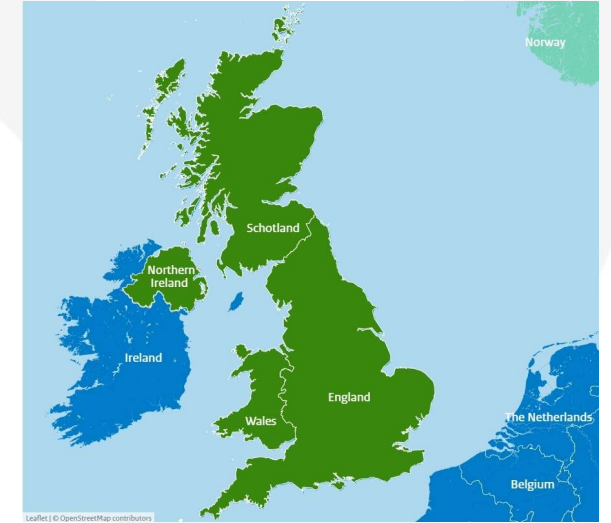 Norway
Schotland
Northern
Ireland
Ireland
England
Wales
The Netherlands
Belgium
Leaflet | © OpenStreetMap contributors